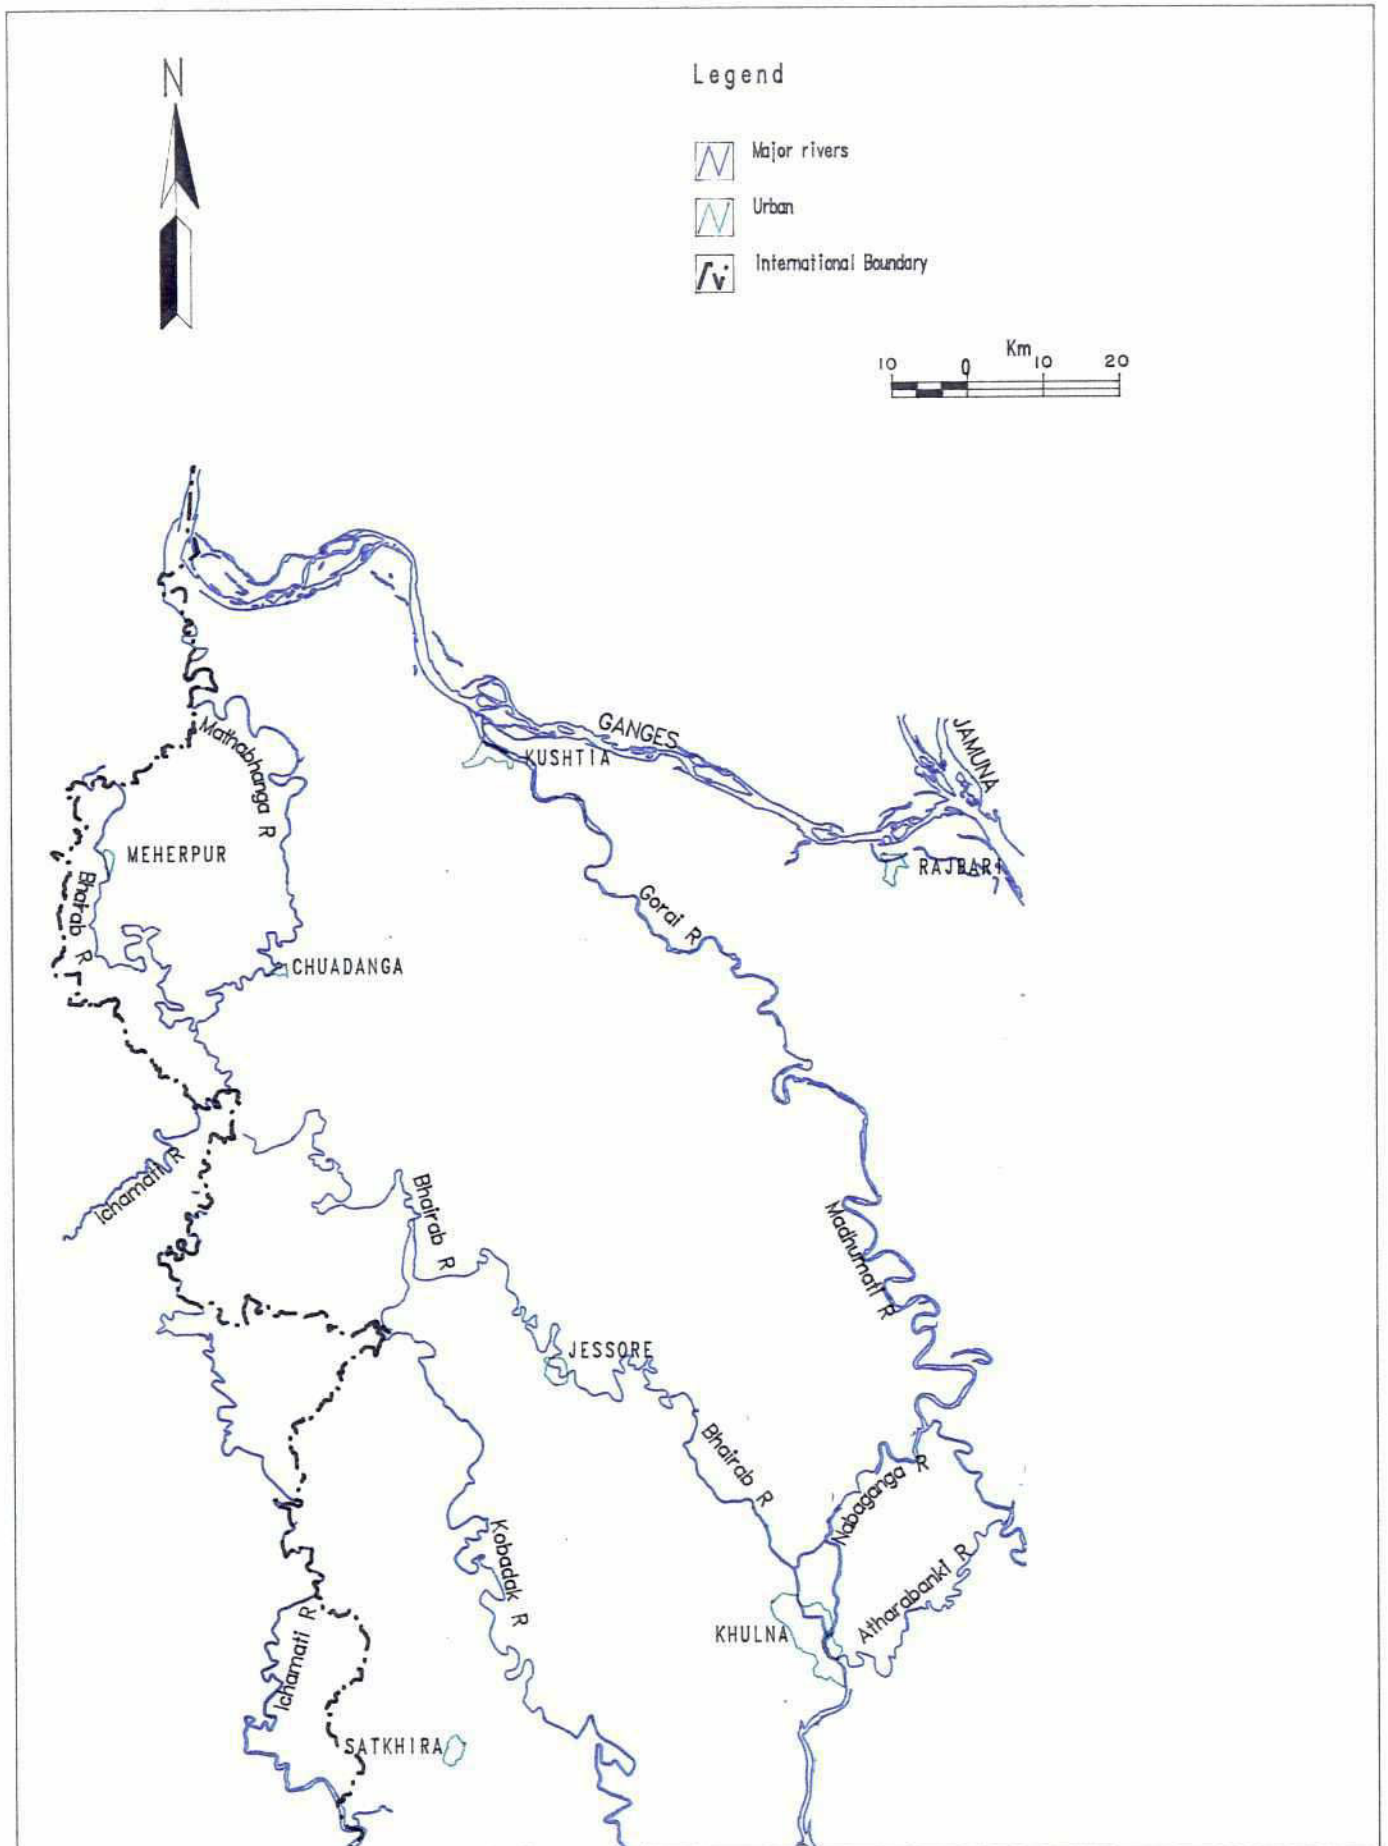 N
Legend
Major rivers
Urban
International Boundary
Km
10 0 10 20
GANGES
JAMUNA
Mathabhanga R
KUSHTIA
MEHERPUR
RAJBARI
Bhairab R
Gorai R
CHUADANGA
Ichamati R
Bhairab R
Madhumati R
JESSORE
Bhairab R
Nabaganga R
Kobadak R
Atharabanki R
KHULNA
Ichamati R
SATKHIRA